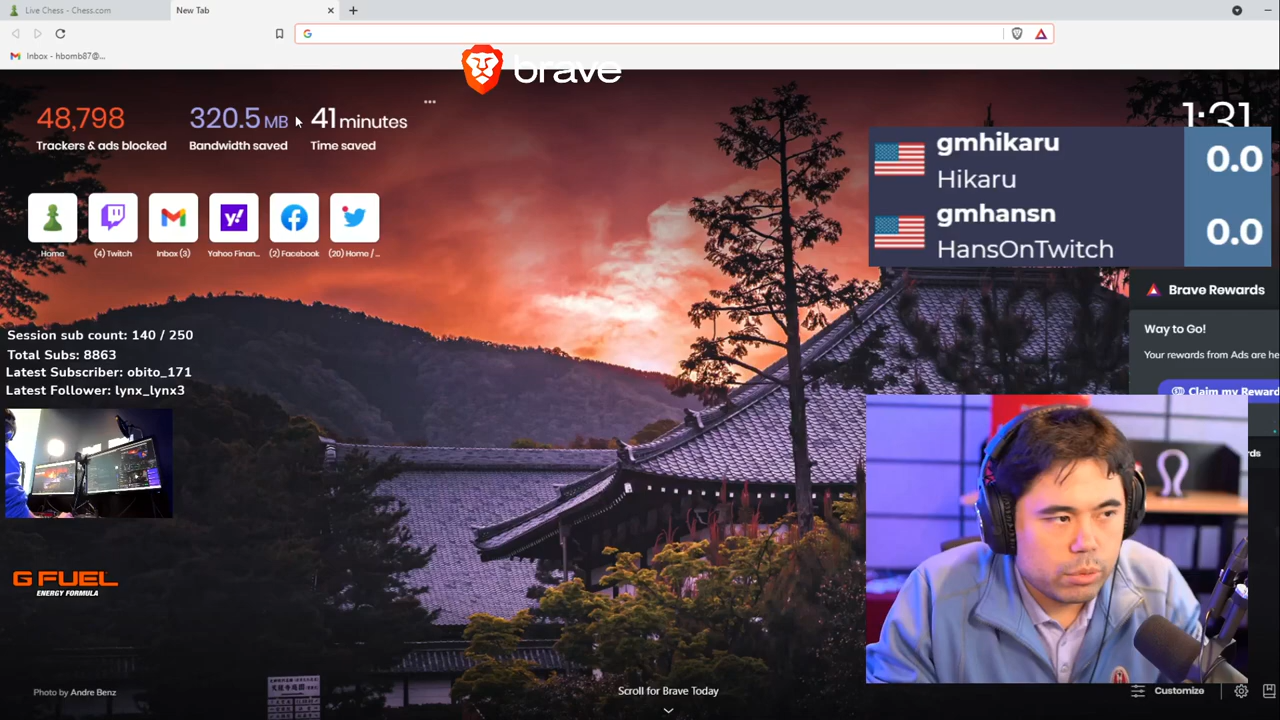 Live Chess - Chess.com
New Tab
Inbox - hbomb87@...
brave
48,798
320.5 MB
41 minutes
Trackers & ads blocked
Bandwidth saved
Time saved
1:31
gmhikaru
Hikaru
0.0
gmhansn
HansOnTwitch
0.0
Home
(4) Twitch
Inbox (3)
Yahoo Finan...
(2) Facebook
(20) Home / ...
Brave Rewards
Way to Go!
Your rewards from Ads are he
Claim my Reward
rds
Session sub count: 140 / 250
Total Subs: 8863
Latest Subscriber: obito_171
Latest Follower: lynx_lynx3
G FUEL
ENERGY FORMULA
Photo by Andre Benz
Scroll for Brave Today
Customize